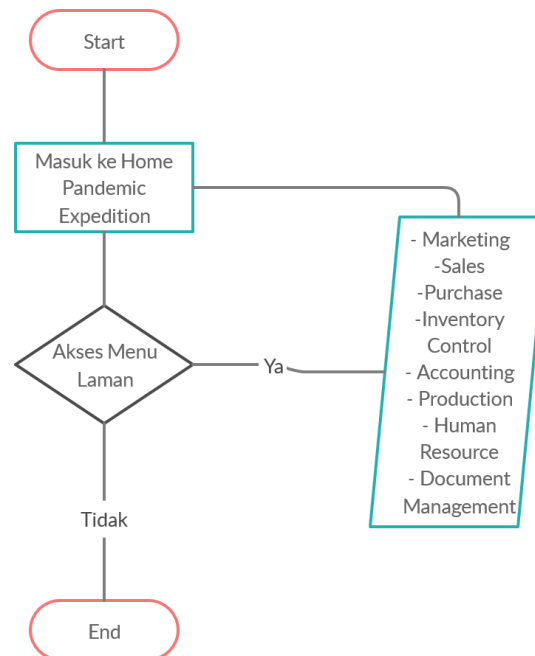 Start
Masuk ke Home
Pandemic
Expedition
Akses Menu
Laman
Ya
- Marketing
-Sales
-Purchase
-Inventory
Control
- Accounting
- Production
- Human
Resource
- Document
Management
Tidak
End